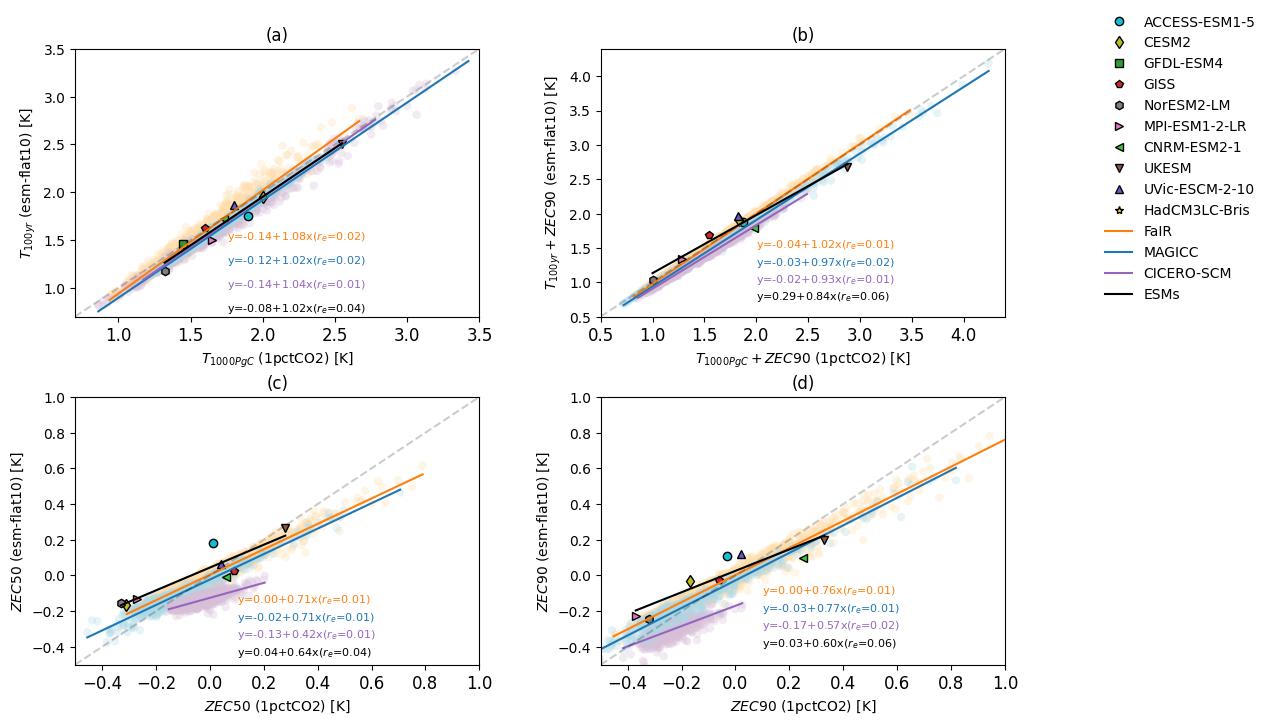 (a)
3.5
3.0
2.5
2.0
1.5
1.0
T100yr (esm-flat10) [K]
y=-0.14+1.08x(re=0.02)
y=-0.12+1.02x(re=0.02)
y=-0.14+1.04x(re=0.01)
y=-0.08+1.02x(re=0.04)
1.0 1.5 2.0 2.5 3.0 3.5
T1000PgC (1pctCO2) [K]
(b)
4.0
3.5
3.0
2.5
2.0
1.5
1.0
0.5
T100yr + ZEC90 (esm-flat10) [K]
y=-0.04+1.02x(re=0.01)
y=-0.03+0.97x(re=0.02)
y=-0.02+0.93x(re=0.01)
y=0.29+0.84x(re=0.06)
0.5 1.0 1.5 2.0 2.5 3.0 3.5 4.0
T1000PgC + ZEC90 (1pctCO2) [K]
ACCESS-ESM1-5
CESM2
GFDL-ESM4
GISS
NorESM2-LM
MPI-ESM1-2-LR
CNRM-ESM2-1
UKESM
UVic-ESCM-2-10
HadCM3LC-Bris
FaIR
MAGICC
CICERO-SCM
ESMs
(c)
1.0
0.8
0.6
0.4
0.2
0.0
−0.2
−0.4
ZEC50 (esm-flat10) [K]
y=0.00+0.71x(re=0.01)
y=-0.02+0.71x(re=0.01)
y=-0.13+0.42x(re=0.01)
y=0.04+0.64x(re=0.04)
−0.4 −0.2 0.0 0.2 0.4 0.6 0.8 1.0
ZEC50 (1pctCO2) [K]
(d)
1.0
0.8
0.6
0.4
0.2
0.0
−0.2
−0.4
ZEC90 (esm-flat10) [K]
y=0.00+0.76x(re=0.01)
y=-0.03+0.77x(re=0.01)
y=-0.17+0.57x(re=0.02)
y=0.03+0.60x(re=0.06)
−0.4 −0.2 0.0 0.2 0.4 0.6 0.8 1.0
ZEC90 (1pctCO2) [K]